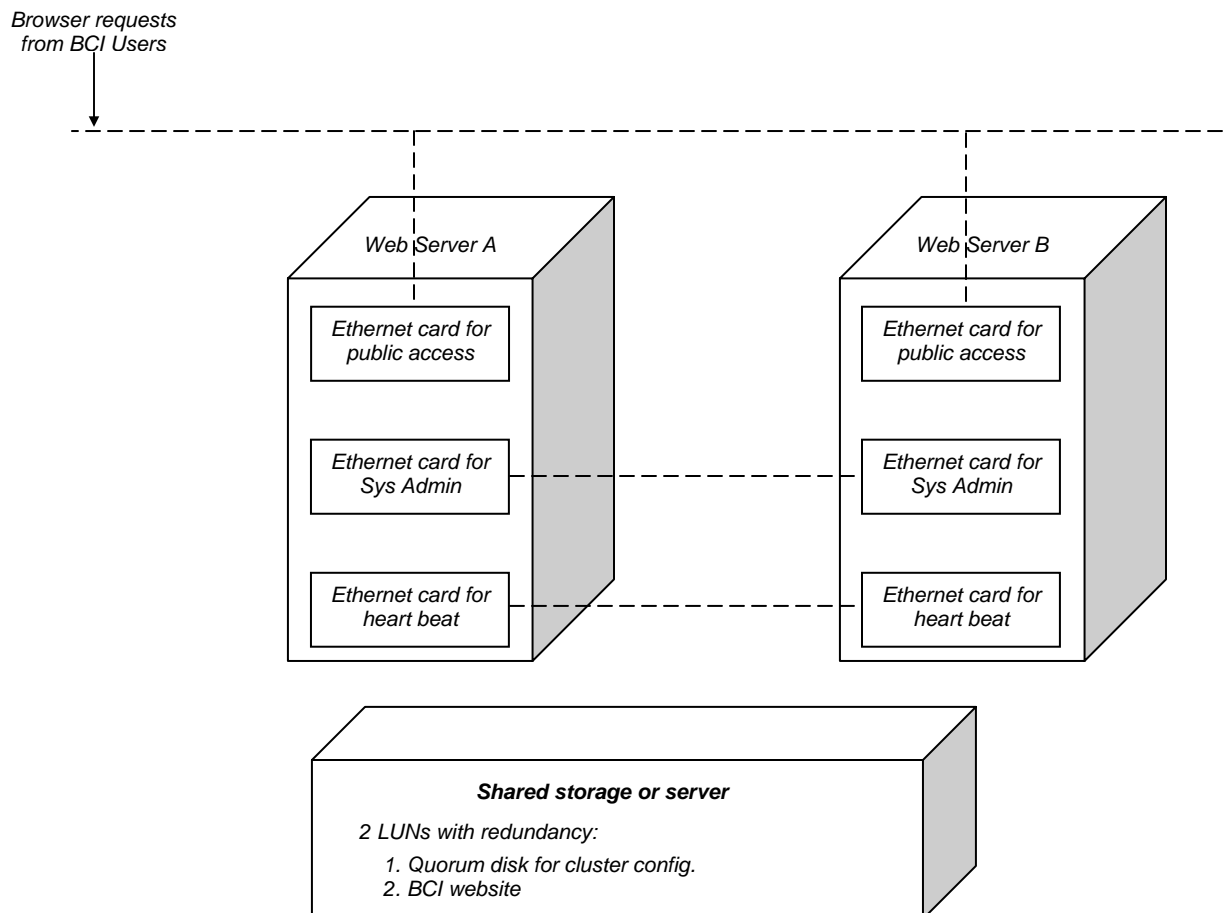 Browser requests
from BCI Users
Web Server A
Web Server B
Ethernet card for
public access
Ethernet card for
public access
Ethernet card for
Sys Admin
Ethernet card for
Sys Admin
Ethernet card for
heart beat
Ethernet card for
heart beat
Shared storage or server
2 LUNs with redundancy:
1. Quorum disk for cluster config.
2. BCI website